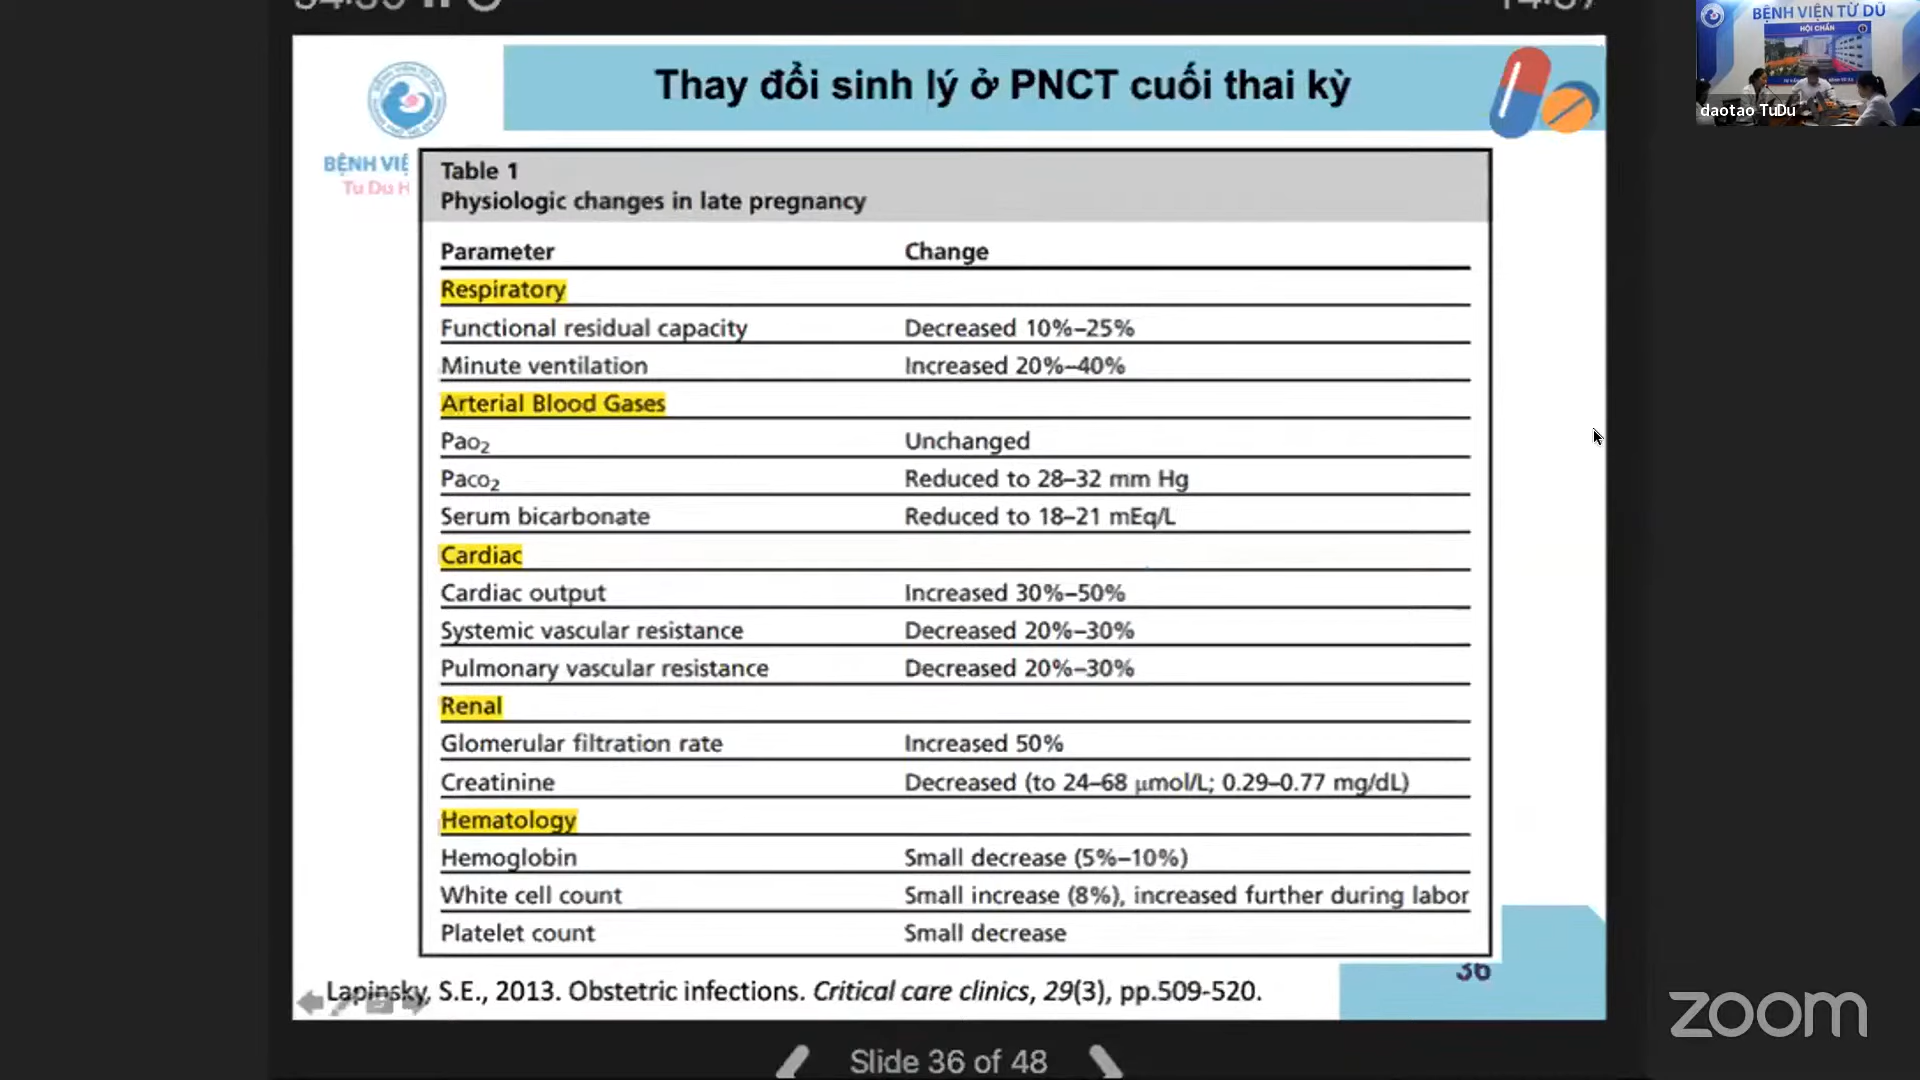 BỆNH VIỆN TỪ DŨ
HỘI CHẨN
daotao TuDu
Thay đổi sinh lý ở PNCT cuối thai kỳ
BỆNH VIỆ
Tu Du H
Table 1
Physiologic changes in late pregnancy
Parameter Change
Respiratory
Functional residual capacity Decreased 10%–25%
Minute ventilation Increased 20%–40%
Arterial Blood Gases
Pao₂ Unchanged
Paco₂ Reduced to 28–32 mm Hg
Serum bicarbonate Reduced to 18–21 mEq/L
Cardiac
Cardiac output Increased 30%–50%
Systemic vascular resistance Decreased 20%–30%
Pulmonary vascular resistance Decreased 20%–30%
Renal
Glomerular filtration rate Increased 50%
Creatinine Decreased (to 24–68 μmol/L; 0.29–0.77 mg/dL)
Hematology
Hemoglobin Small decrease (5%–10%)
White cell count Small increase (8%), increased further during labor
Platelet count Small decrease
36
Lapinsky, S.E., 2013. Obstetric infections. Critical care clinics, 29(3), pp.509-520.
Slide 36 of 48
zoom